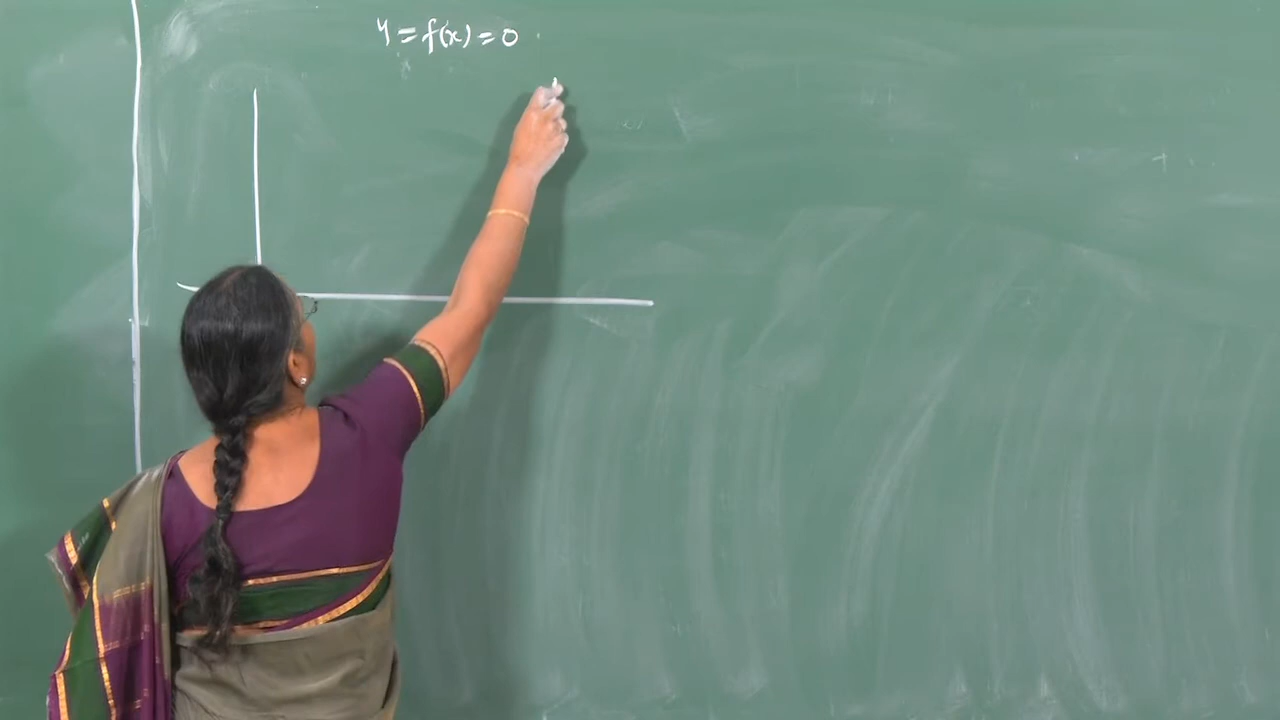 y = f(x) = 0